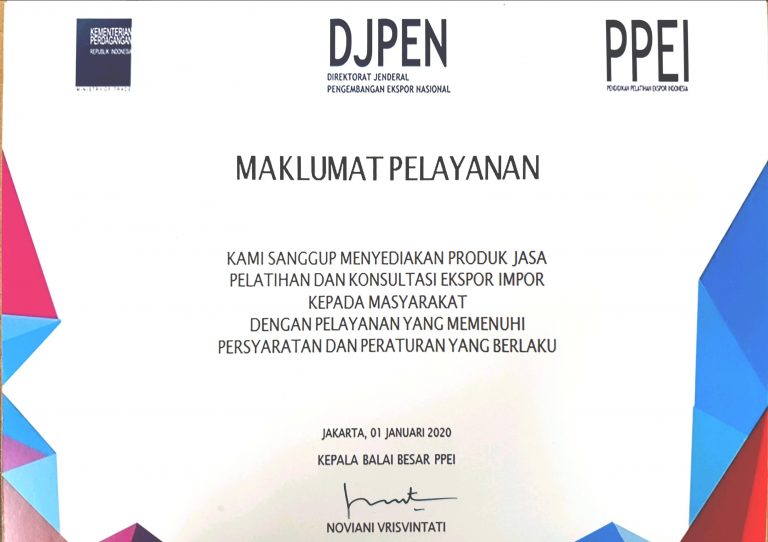 KEMENTERIAN
PERDAGANGAN
REPUBLIK INDONESIA
MINISTRY OF TRADE
DJPEN
DIREKTORAT JENDERAL
PENGEMBANGAN EKSPOR NASIONAL
PPEI
PENDIDIKAN PELATIHAN EKSPOR INDONESIA
MAKLUMAT PELAYANAN
KAMI SANGGUP MENYEDIAKAN PRODUK JASA
PELATIHAN DAN KONSULTASI EKSPOR IMPOR
KEPADA MASYARAKAT
DENGAN PELAYANAN YANG MEMENUHI
PERSYARATAN DAN PERATURAN YANG BERLAKU
JAKARTA, 01 JANUARI 2020
KEPALA BALAI BESAR PPEI
NOVIANI VRISVINTATI